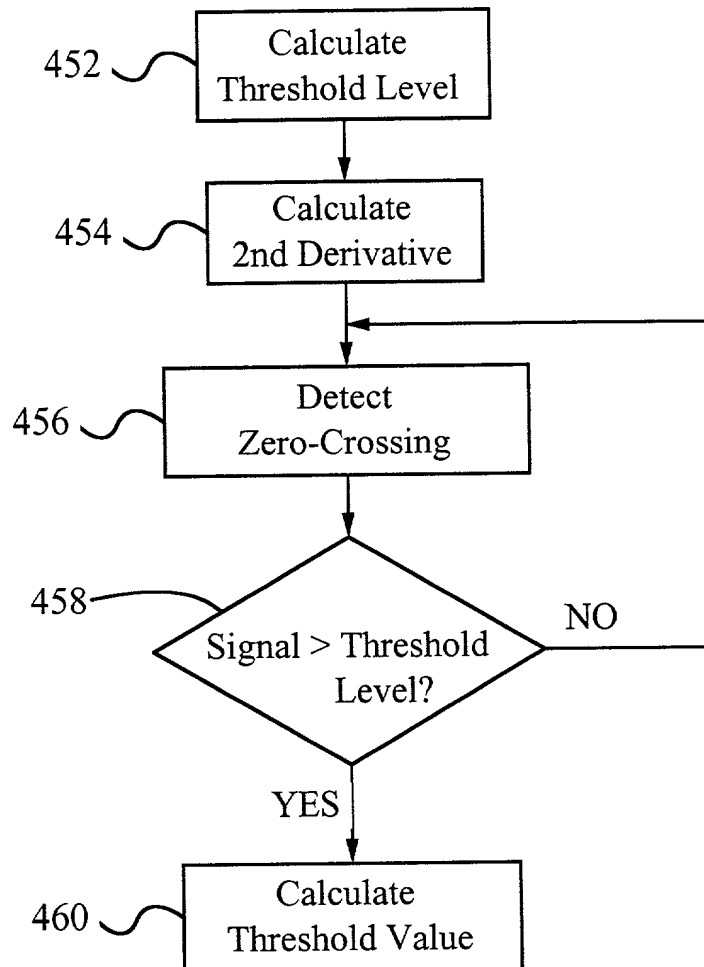 452
Calculate
Threshold Level
454
Calculate
2nd Derivative
456
Detect
Zero-Crossing
458
Signal > Threshold
Level?
NO
YES
460
Calculate
Threshold Value